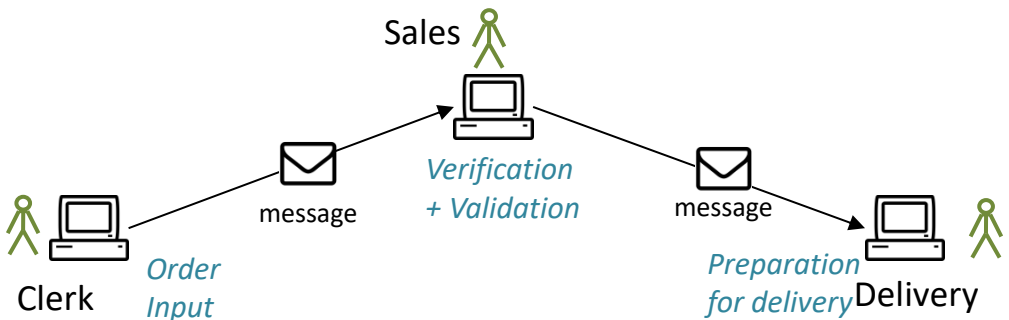 Sales
Verification
+ Validation
message
message
Clerk
Order
Input
Preparation
for delivery
Delivery